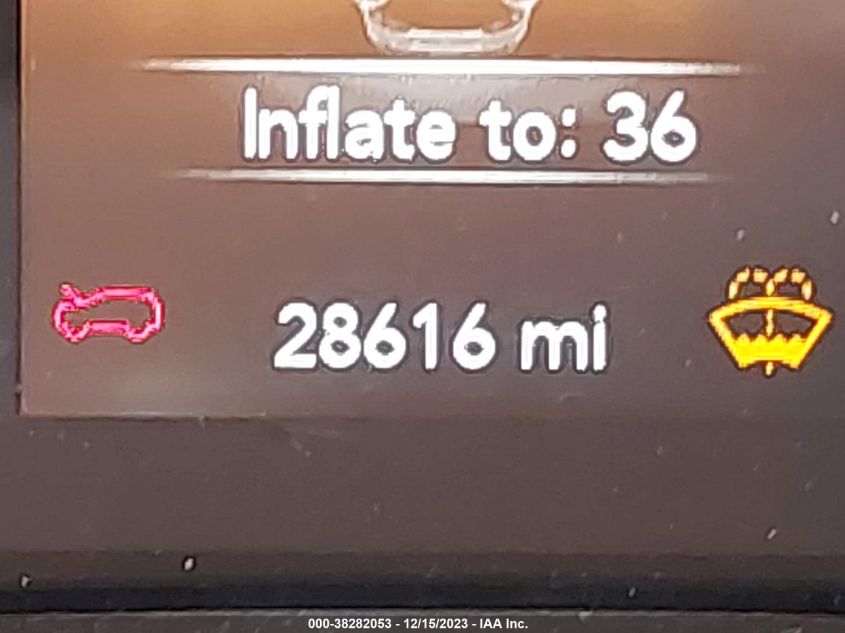 Inflate to: 36
28616 mi
000-38282053 - 12/15/2023 - IAA Inc.